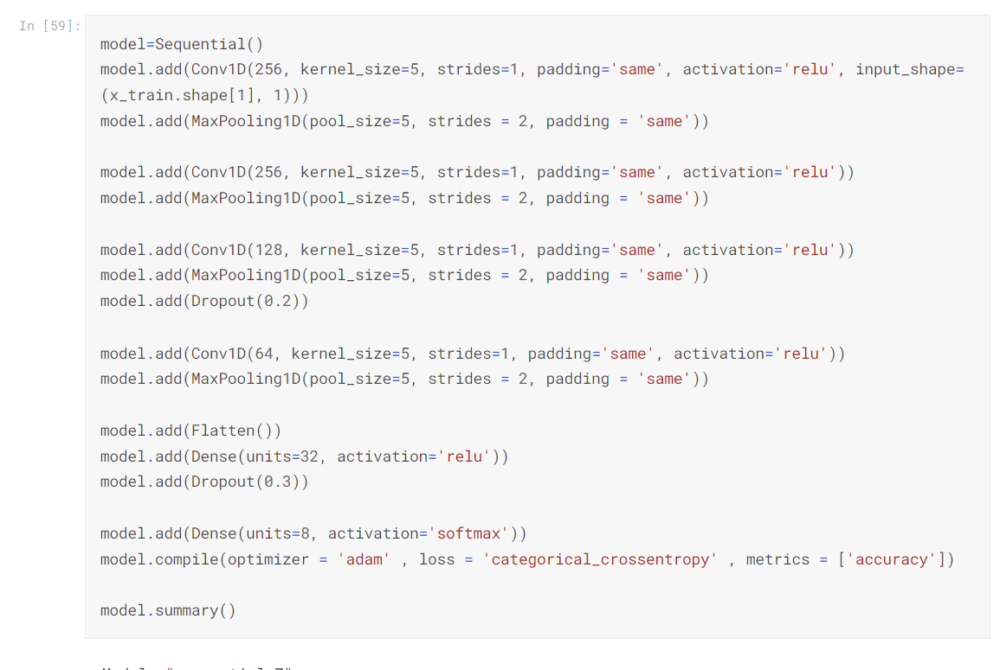 In [59]:
model=Sequential()
model.add(Conv1D(256, kernel_size=5, strides=1, padding='same', activation='relu', input_shape=
(x_train.shape[1], 1)))
model.add(MaxPooling1D(pool_size=5, strides = 2, padding = 'same'))
model.add(Conv1D(256, kernel_size=5, strides=1, padding='same', activation='relu'))
model.add(MaxPooling1D(pool_size=5, strides = 2, padding = 'same'))
model.add(Conv1D(128, kernel_size=5, strides=1, padding='same', activation='relu'))
model.add(MaxPooling1D(pool_size=5, strides = 2, padding = 'same'))
model.add(Dropout(0.2))
model.add(Conv1D(64, kernel_size=5, strides=1, padding='same', activation='relu'))
model.add(MaxPooling1D(pool_size=5, strides = 2, padding = 'same'))
model.add(Flatten())
model.add(Dense(units=32, activation='relu'))
model.add(Dropout(0.3))
model.add(Dense(units=8, activation='softmax'))
model.compile(optimizer = 'adam' , loss = 'categorical_crossentropy' , metrics = ['accuracy'])
model.summary()